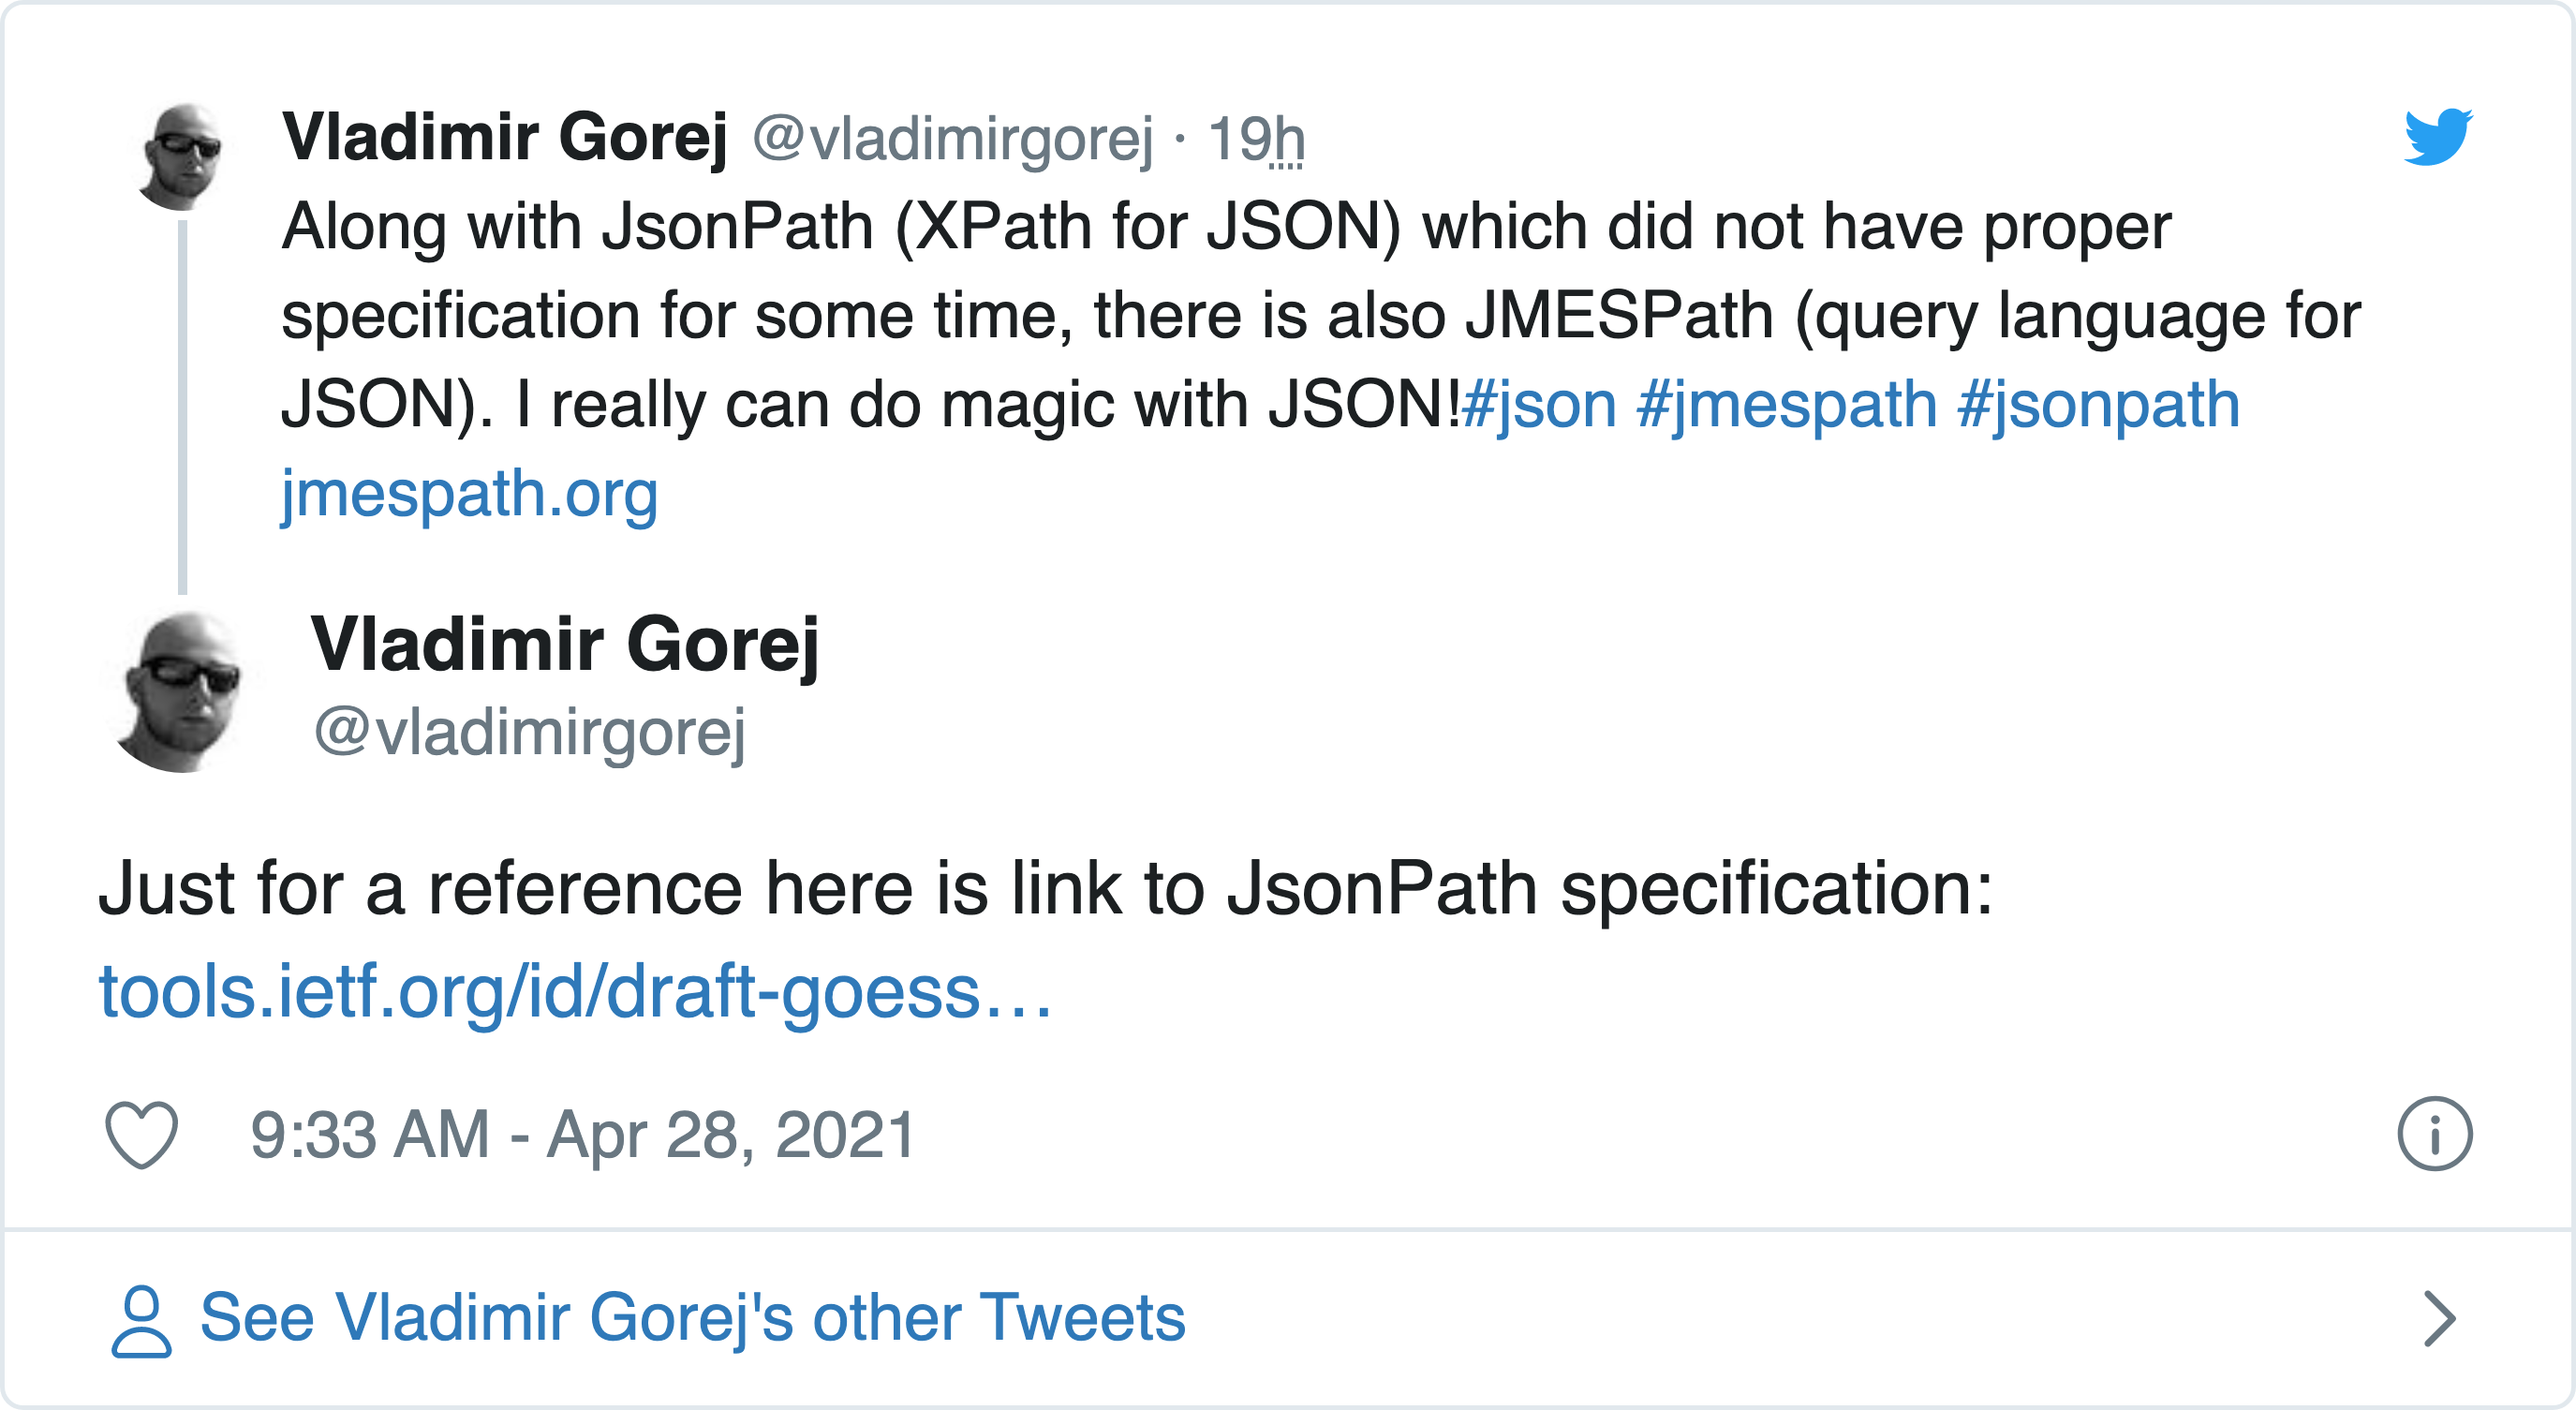 Vladimir Gorej @vladimirgorej · 19h
Along with JsonPath (XPath for JSON) which did not have proper
specification for some time, there is also JMESPath (query language for
JSON). I really can do magic with JSON!#json #jmespath #jsonpath
jmespath.org
Vladimir Gorej
@vladimirgorej
Just for a reference here is link to JsonPath specification:
tools.ietf.org/id/draft-goess…
9:33 AM - Apr 28, 2021
See Vladimir Gorej's other Tweets